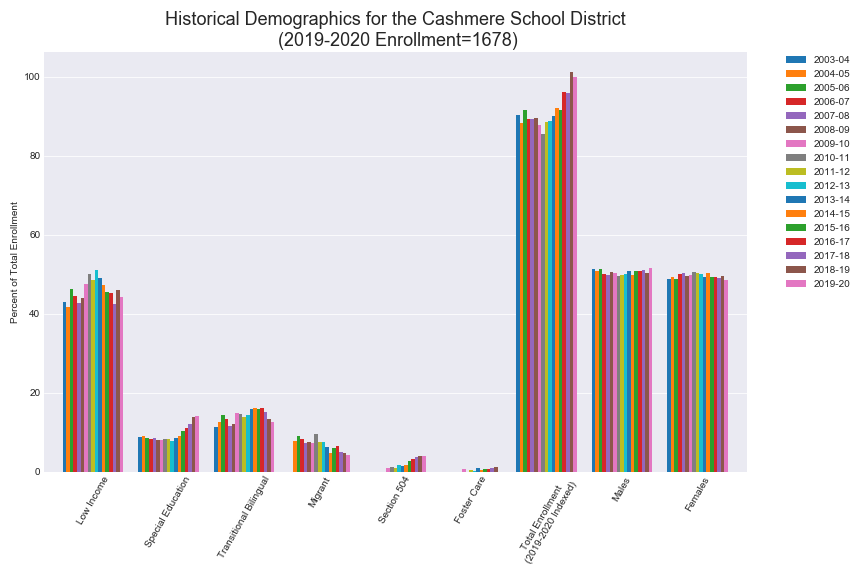 Historical Demographics for the Cashmere School District
(2019-2020 Enrollment=1678)
Percent of Total Enrollment
100
80
60
40
20
0
Low Income
Special Education
Transitional Bilingual
Migrant
Section 504
Foster Care
Total Enrollment
(2019-2020 Indexed)
Males
Females
2003-04
2004-05
2005-06
2006-07
2007-08
2008-09
2009-10
2010-11
2011-12
2012-13
2013-14
2014-15
2015-16
2016-17
2017-18
2018-19
2019-20